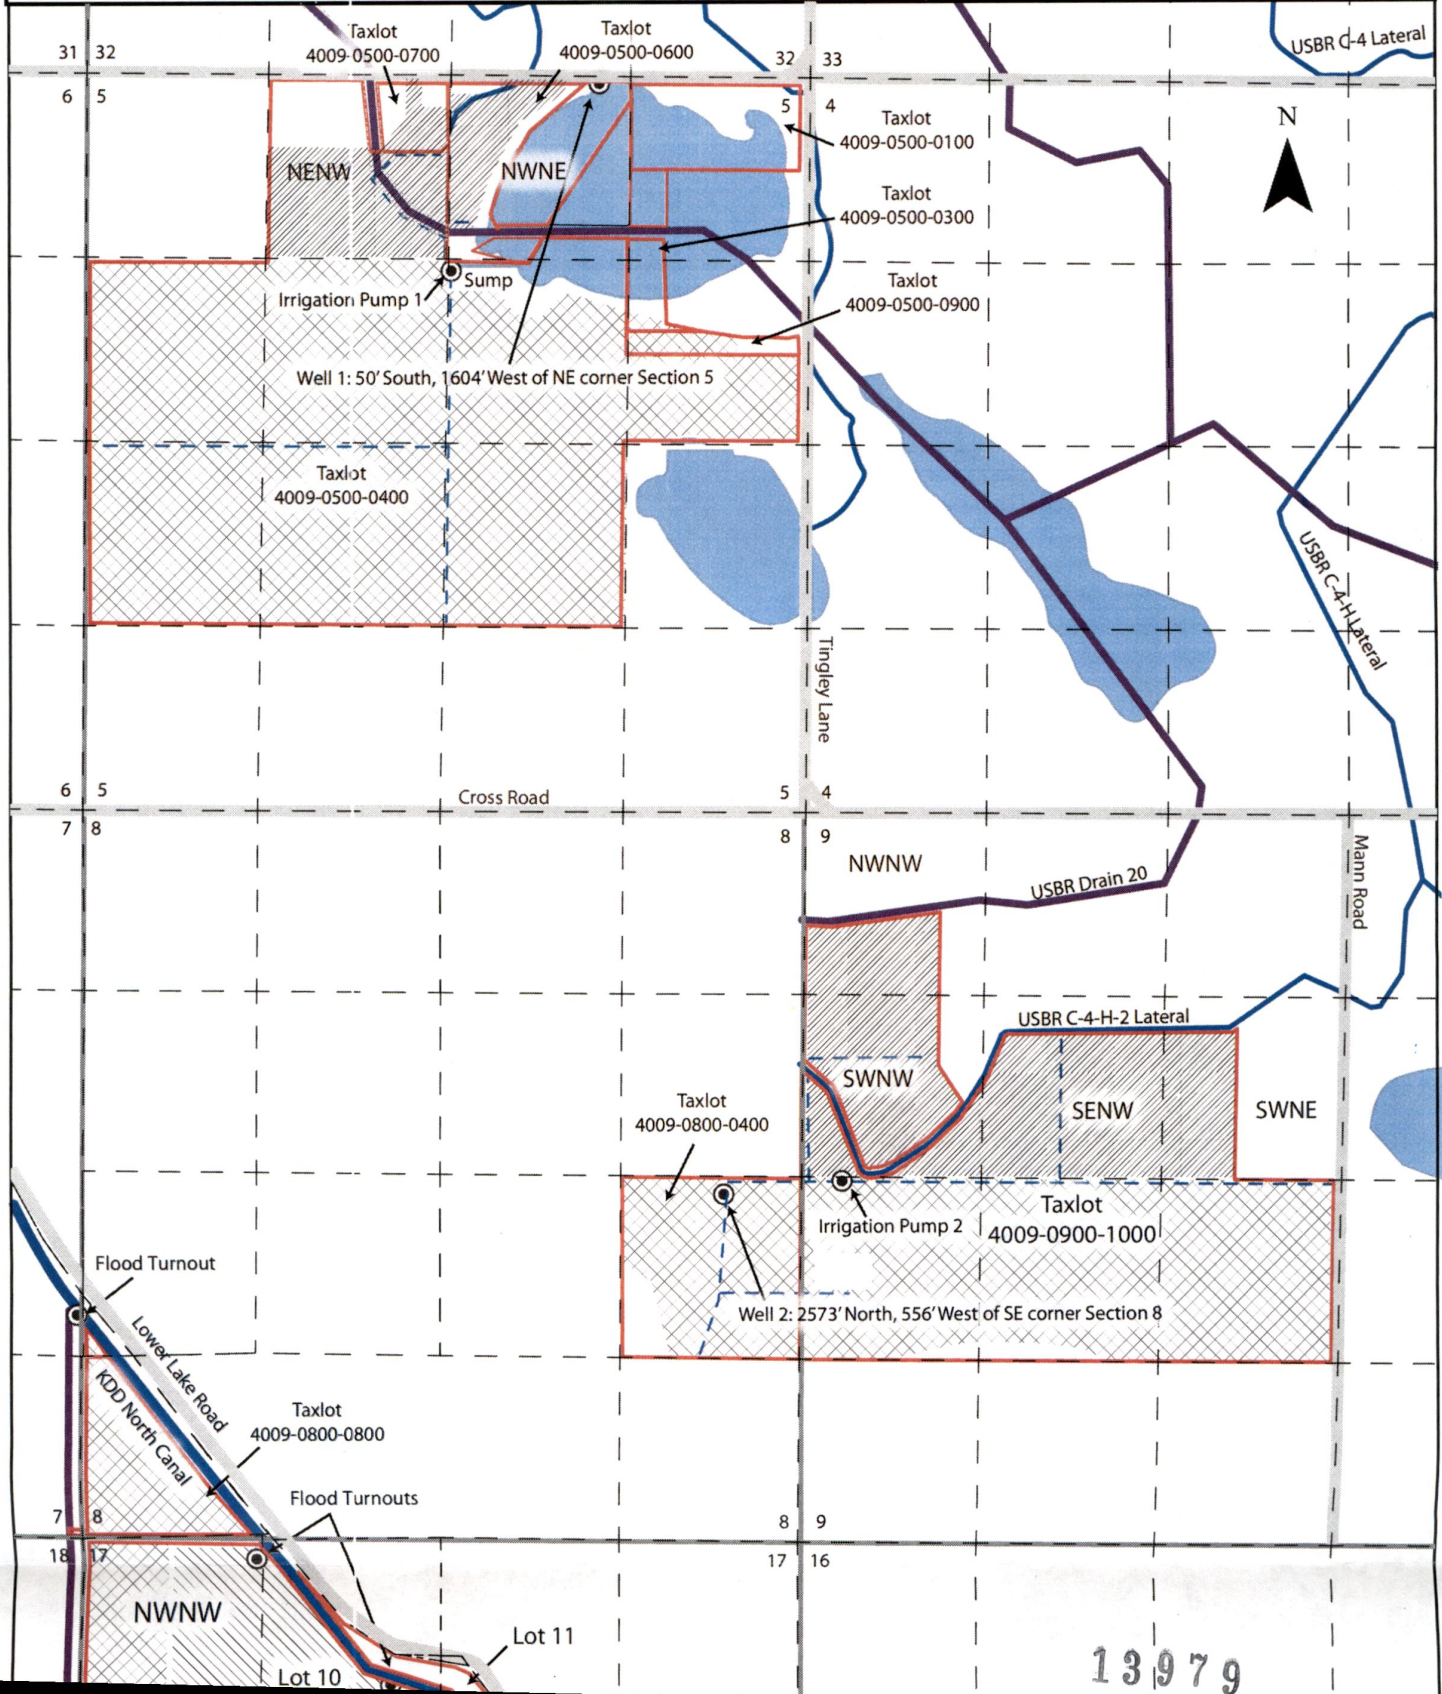 Taxlot
4009-0500-0700
Taxlot
4009-0500-0600
USBR C-4 Lateral
31 32
32 33
6 5
5 4
Taxlot
4009-0500-0100
N
NENW
NWNE
Taxlot
4009-0500-0300
Taxlot
4009-0500-0900
Sump
Irrigation Pump 1
Well 1: 50' South, 1604' West of NE corner Section 5
Taxlot
4009-0500-0400
USBR C-4-H Lateral
Tingley Lane
6 5
Cross Road
5 4
7 8
8 9
NWNW
Mann Road
USBR Drain 20
USBR C-4-H-2 Lateral
SWNW
Taxlot
4009-0800-0400
SENW
SWNE
Taxlot
4009-0900-1000
Irrigation Pump 2
Flood Turnout
Well 2: 2573' North, 556' West of SE corner Section 8
Lower Lake Road
KDD North Canal
Taxlot
4009-0800-0800
Flood Turnouts
7 8
8 9
18 17
17 16
NWNW
Lot 11
Lot 10
13979